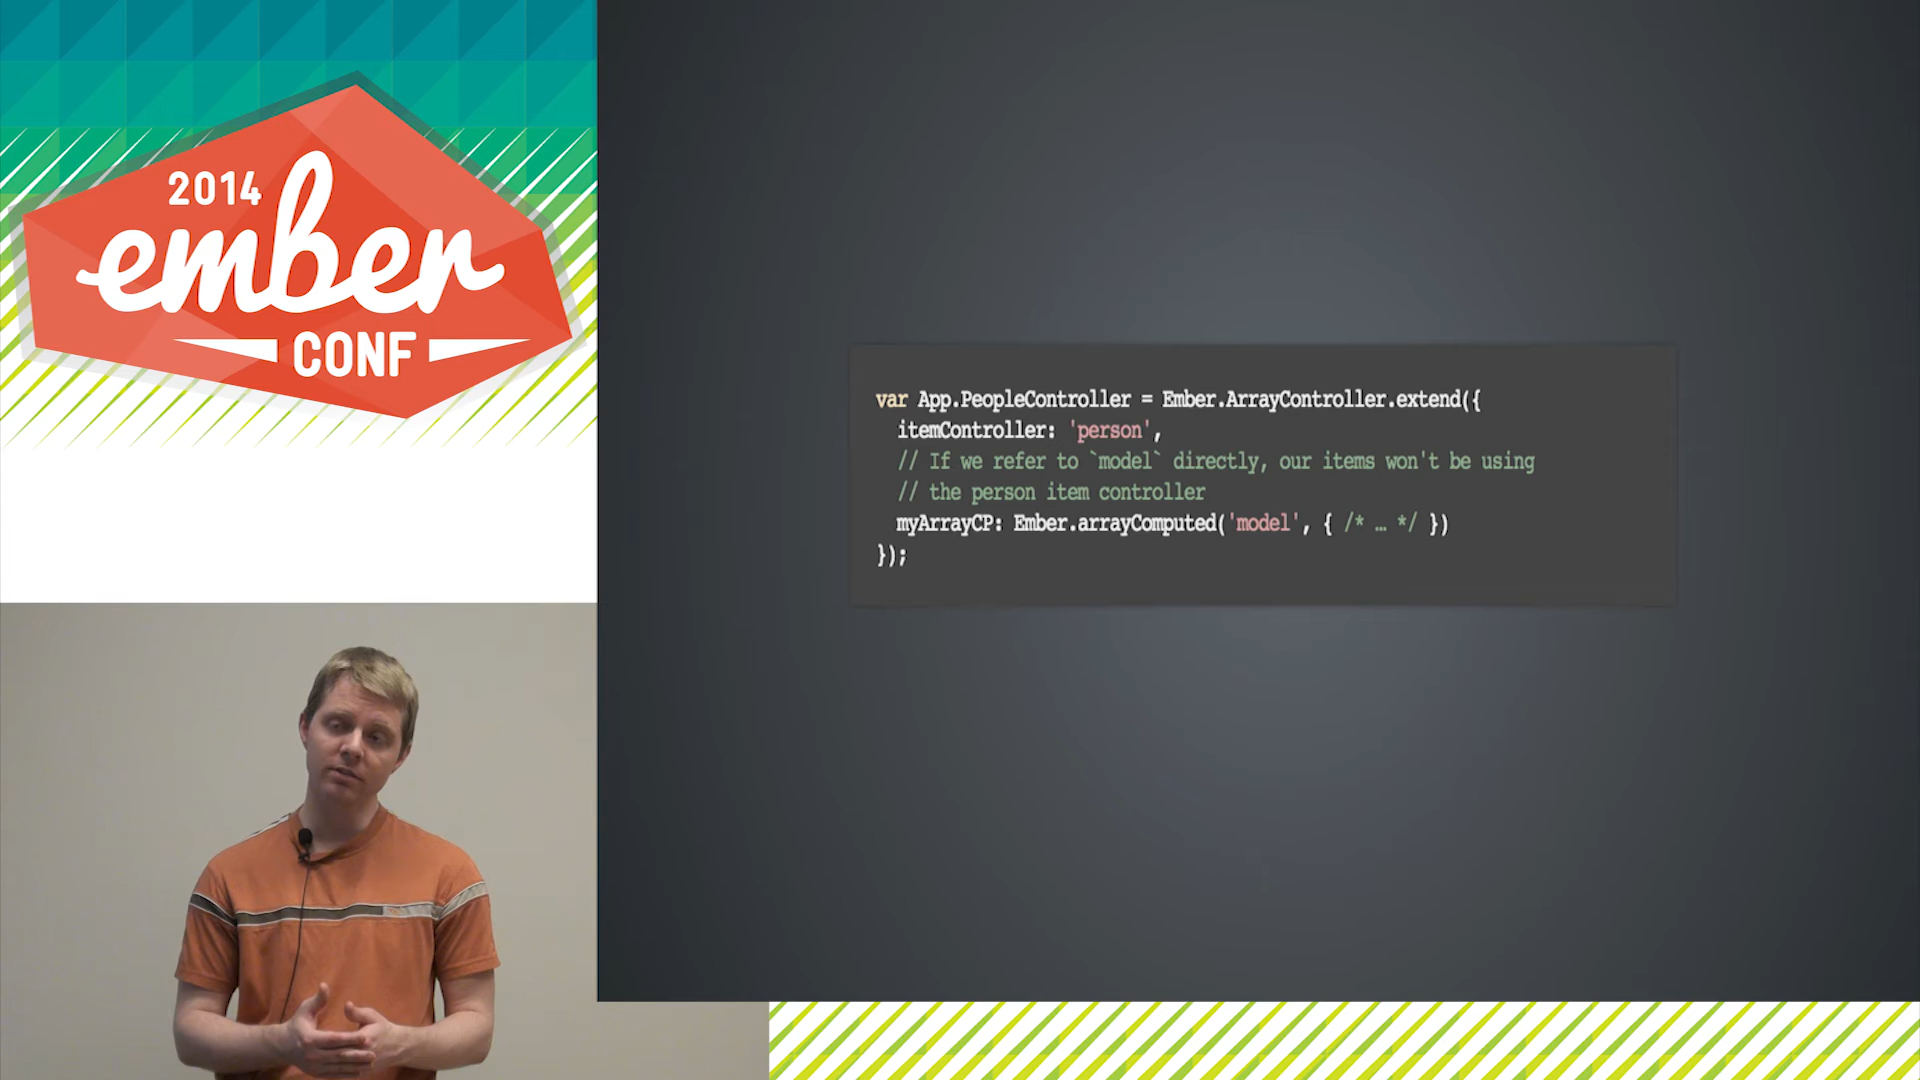 2014
ember
CONF
var App.PeopleController = Ember.ArrayController.extend({
  itemController: 'person',
  // If we refer to `model` directly, our items won't be using
  // the person item controller
  myArrayCP: Ember.arrayComputed('model', { /* … */ })
});